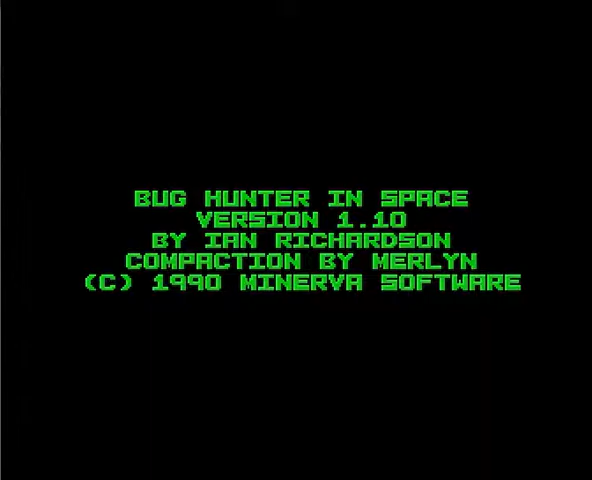 BUG HUNTER IN SPACE
VERSION 1.10
BY IAN RICHARDSON
COMPACTION BY MERLYN
(C) 1990 MINERVA SOFTWARE